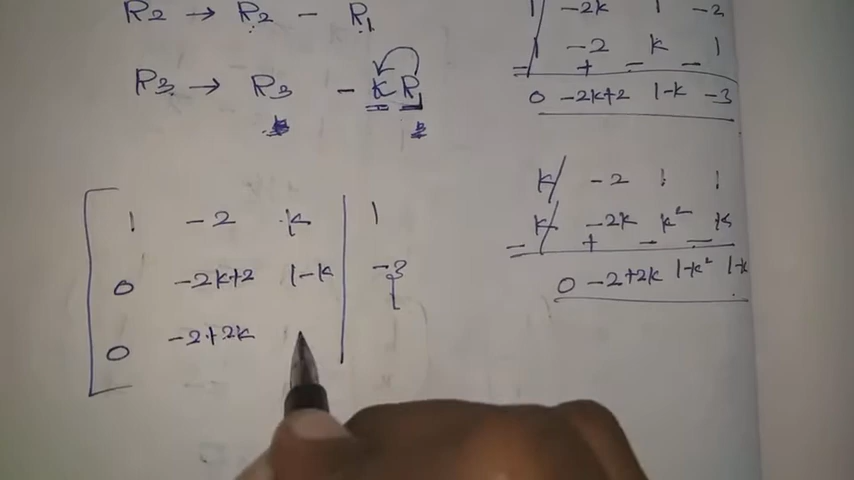 R2 → R2 - R1
R3 → R3 - KR1
1 -2 k | 1
0 -2k+2 1-k | -3
0 -2+2k
1 -2k 1 -2
1 -2 k 1
- + - -
0 -2k+2 1-k -3
k -2 1 1
k -2k k² k
- + - -
0 -2+2k 1-k² 1-k